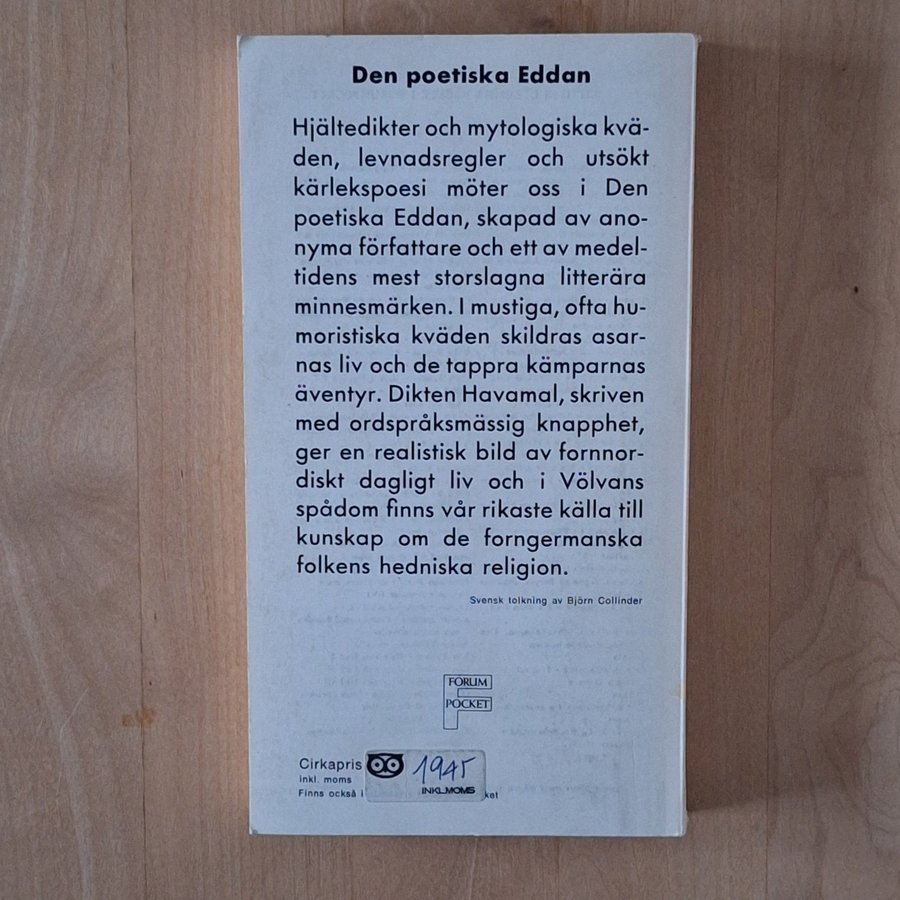 Den poetiska Eddan
Hjältedikter och mytologiska kvä-
den, levnadsregler och utsökt
kärlekspoesi möter oss i Den
poetiska Eddan, skapad av ano-
nyma författare och ett av medel-
tidens mest storslagna litterära
minnesmärken. I mustiga, ofta hu-
moristiska kväden skildras asar-
nas liv och de tappra kämparnas
äventyr. Dikten Havamal, skriven
med ordspråksmässig knapphet,
ger en realistisk bild av fornnor-
diskt dagligt liv och i Völvans
spådom finns vår rikaste källa till
kunskap om de forngermanska
folkens hedniska religion.
Svensk tolkning av Björn Collinder
FORUM
POCKET
Cirkapris 1945
inkl. moms INKL.MOMS
Finns också i